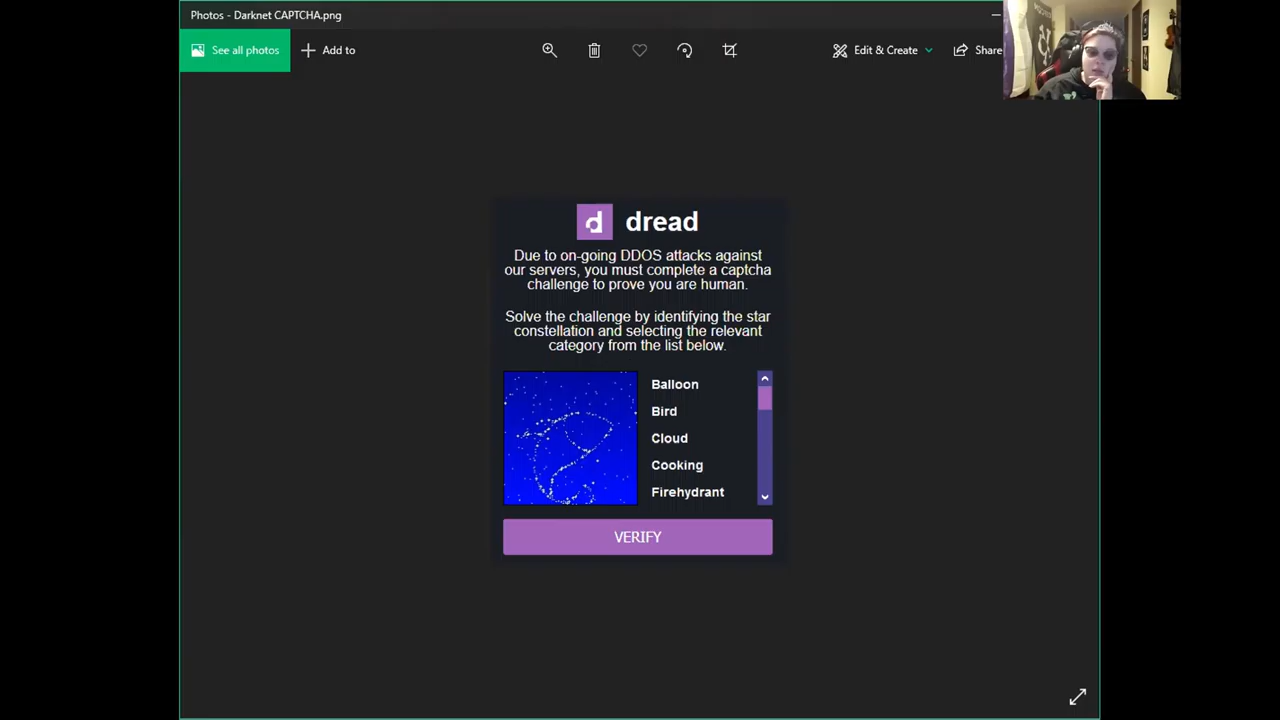 Photos - Darknet CAPTCHA.png
See all photos
Add to
Edit & Create
Share
d dread
Due to on-going DDOS attacks against
our servers, you must complete a captcha
challenge to prove you are human.
Solve the challenge by identifying the star
constellation and selecting the relevant
category from the list below.
Balloon
Bird
Cloud
Cooking
Firehydrant
VERIFY